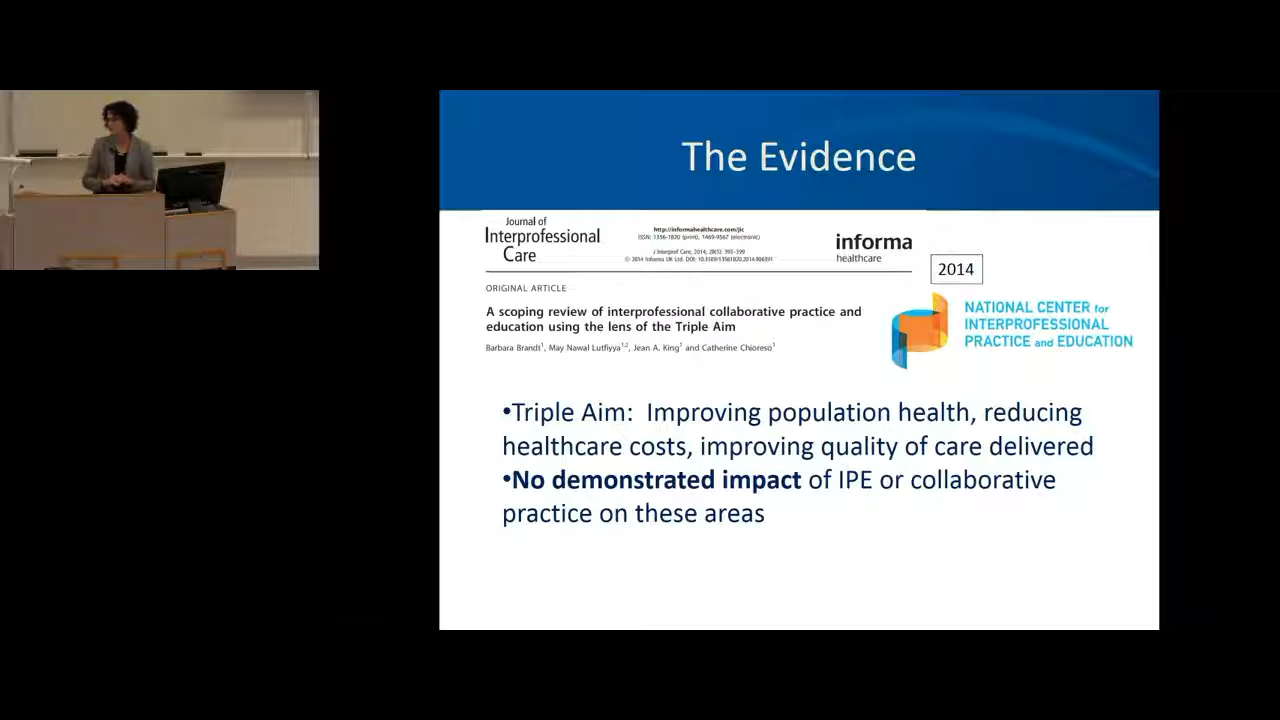 The Evidence
Journal of
Interprofessional
Care
http://informahealthcare.com/jic
ISSN: 1356-1820 (print), 1469-9567 (electronic)
J Interprof Care, 2014; 28(5): 393–399
© 2014 Informa UK Ltd. DOI: 10.3109/13561820.2014.906391
informa
healthcare
2014
ORIGINAL ARTICLE
A scoping review of interprofessional collaborative practice and
education using the lens of the Triple Aim
Barbara Brandt1, May Nawal Lutfiyya1,2, Jean A. King1 and Catherine Chioreso1
NATIONAL CENTER for
INTERPROFESSIONAL
PRACTICE and EDUCATION
•Triple Aim: Improving population health, reducing
healthcare costs, improving quality of care delivered
•No demonstrated impact of IPE or collaborative
practice on these areas